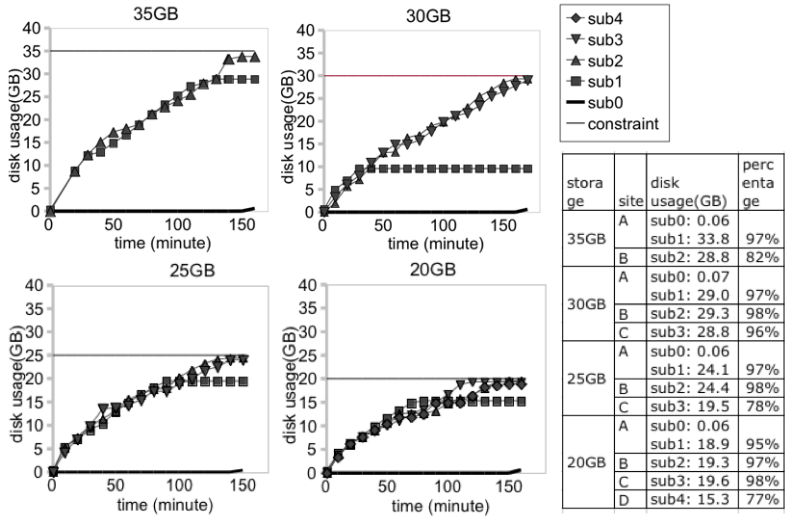 35GB
disk usage(GB)
40
35
30
25
20
15
10
5
0
0
50
100
150
time (minute)
30GB
disk usage(GB)
40
35
30
25
20
15
10
5
0
0
50
100
150
time (minute)
sub4
sub3
sub2
sub1
sub0
constraint
25GB
disk usage(GB)
40
35
30
25
20
15
10
5
0
0
50
100
150
time (minute)
20GB
disk usage(GB)
40
35
30
25
20
15
10
5
0
0
50
100
150
time (minute)
stora
ge
site
disk
usage(GB)
perc
enta
ge
35GB
A
sub0: 0.06
sub1: 33.8
97%
B
sub2: 28.8
82%
30GB
A
sub0: 0.07
sub1: 29.0
97%
B
sub2: 29.3
98%
C
sub3: 28.8
96%
25GB
A
sub0: 0.06
sub1: 24.1
97%
B
sub2: 24.4
98%
C
sub3: 19.5
78%
20GB
A
sub0: 0.06
sub1: 18.9
95%
B
sub2: 19.3
97%
C
sub3: 19.6
98%
D
sub4: 15.3
77%